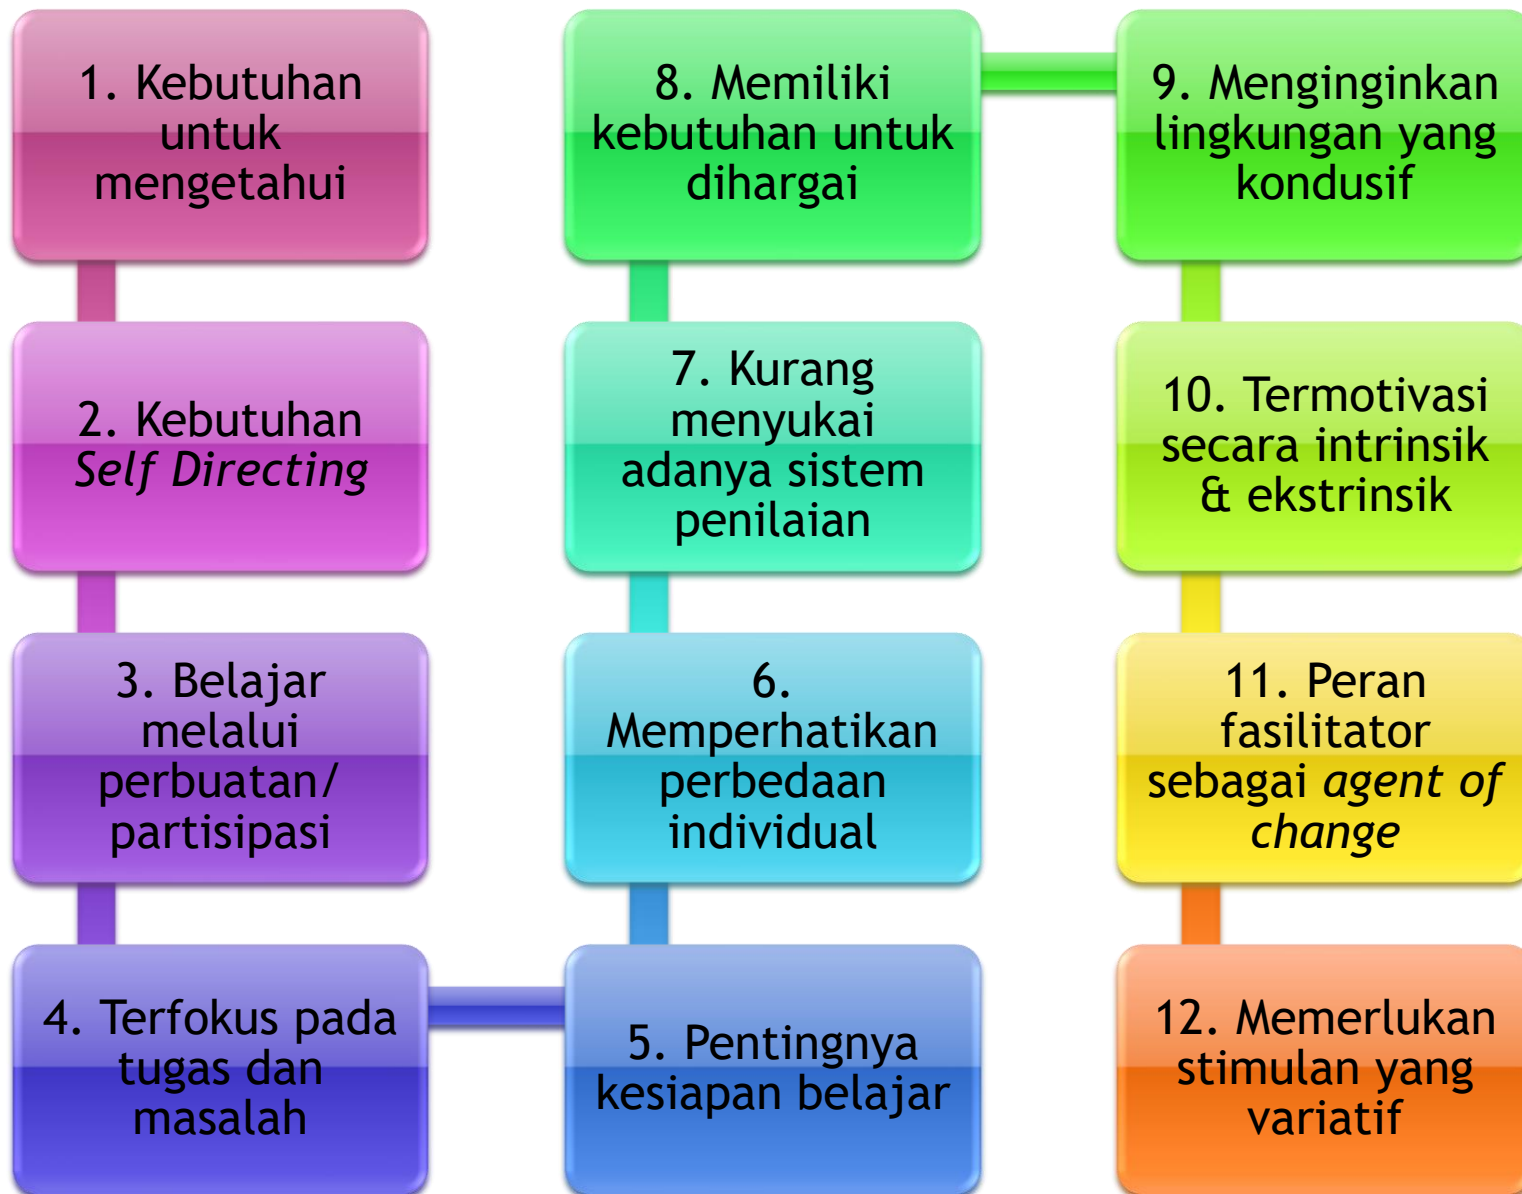 1. Kebutuhan
untuk
mengetahui
2. Kebutuhan
Self Directing
3. Belajar
melalui
perbuatan/
partisipasi
4. Terfokus pada
tugas dan
masalah
5. Pentingnya
kesiapan belajar
6.
Memperhatikan
perbedaan
individual
7. Kurang
menyukai
adanya sistem
penilaian
8. Memiliki
kebutuhan untuk
dihargai
9. Menginginkan
lingkungan yang
kondusif
10. Termotivasi
secara intrinsik
& ekstrinsik
11. Peran
fasilitator
sebagai agent of
change
12. Memerlukan
stimulan yang
variatif